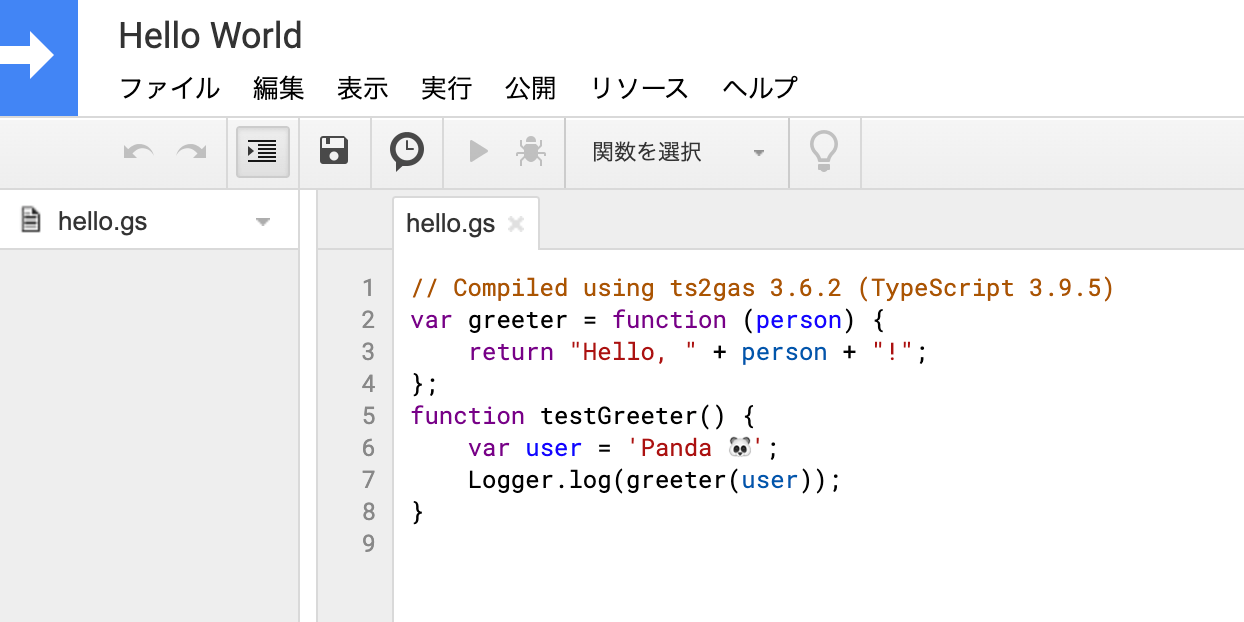 Hello World
ファイル 編集 表示 実行 公開 リソース ヘルプ
関数を選択
hello.gs
hello.gs
1 // Compiled using ts2gas 3.6.2 (TypeScript 3.9.5)
2 var greeter = function (person) {
3     return "Hello, " + person + "!";
4 };
5 function testGreeter() {
6     var user = 'Panda 🐼';
7     Logger.log(greeter(user));
8 }
9